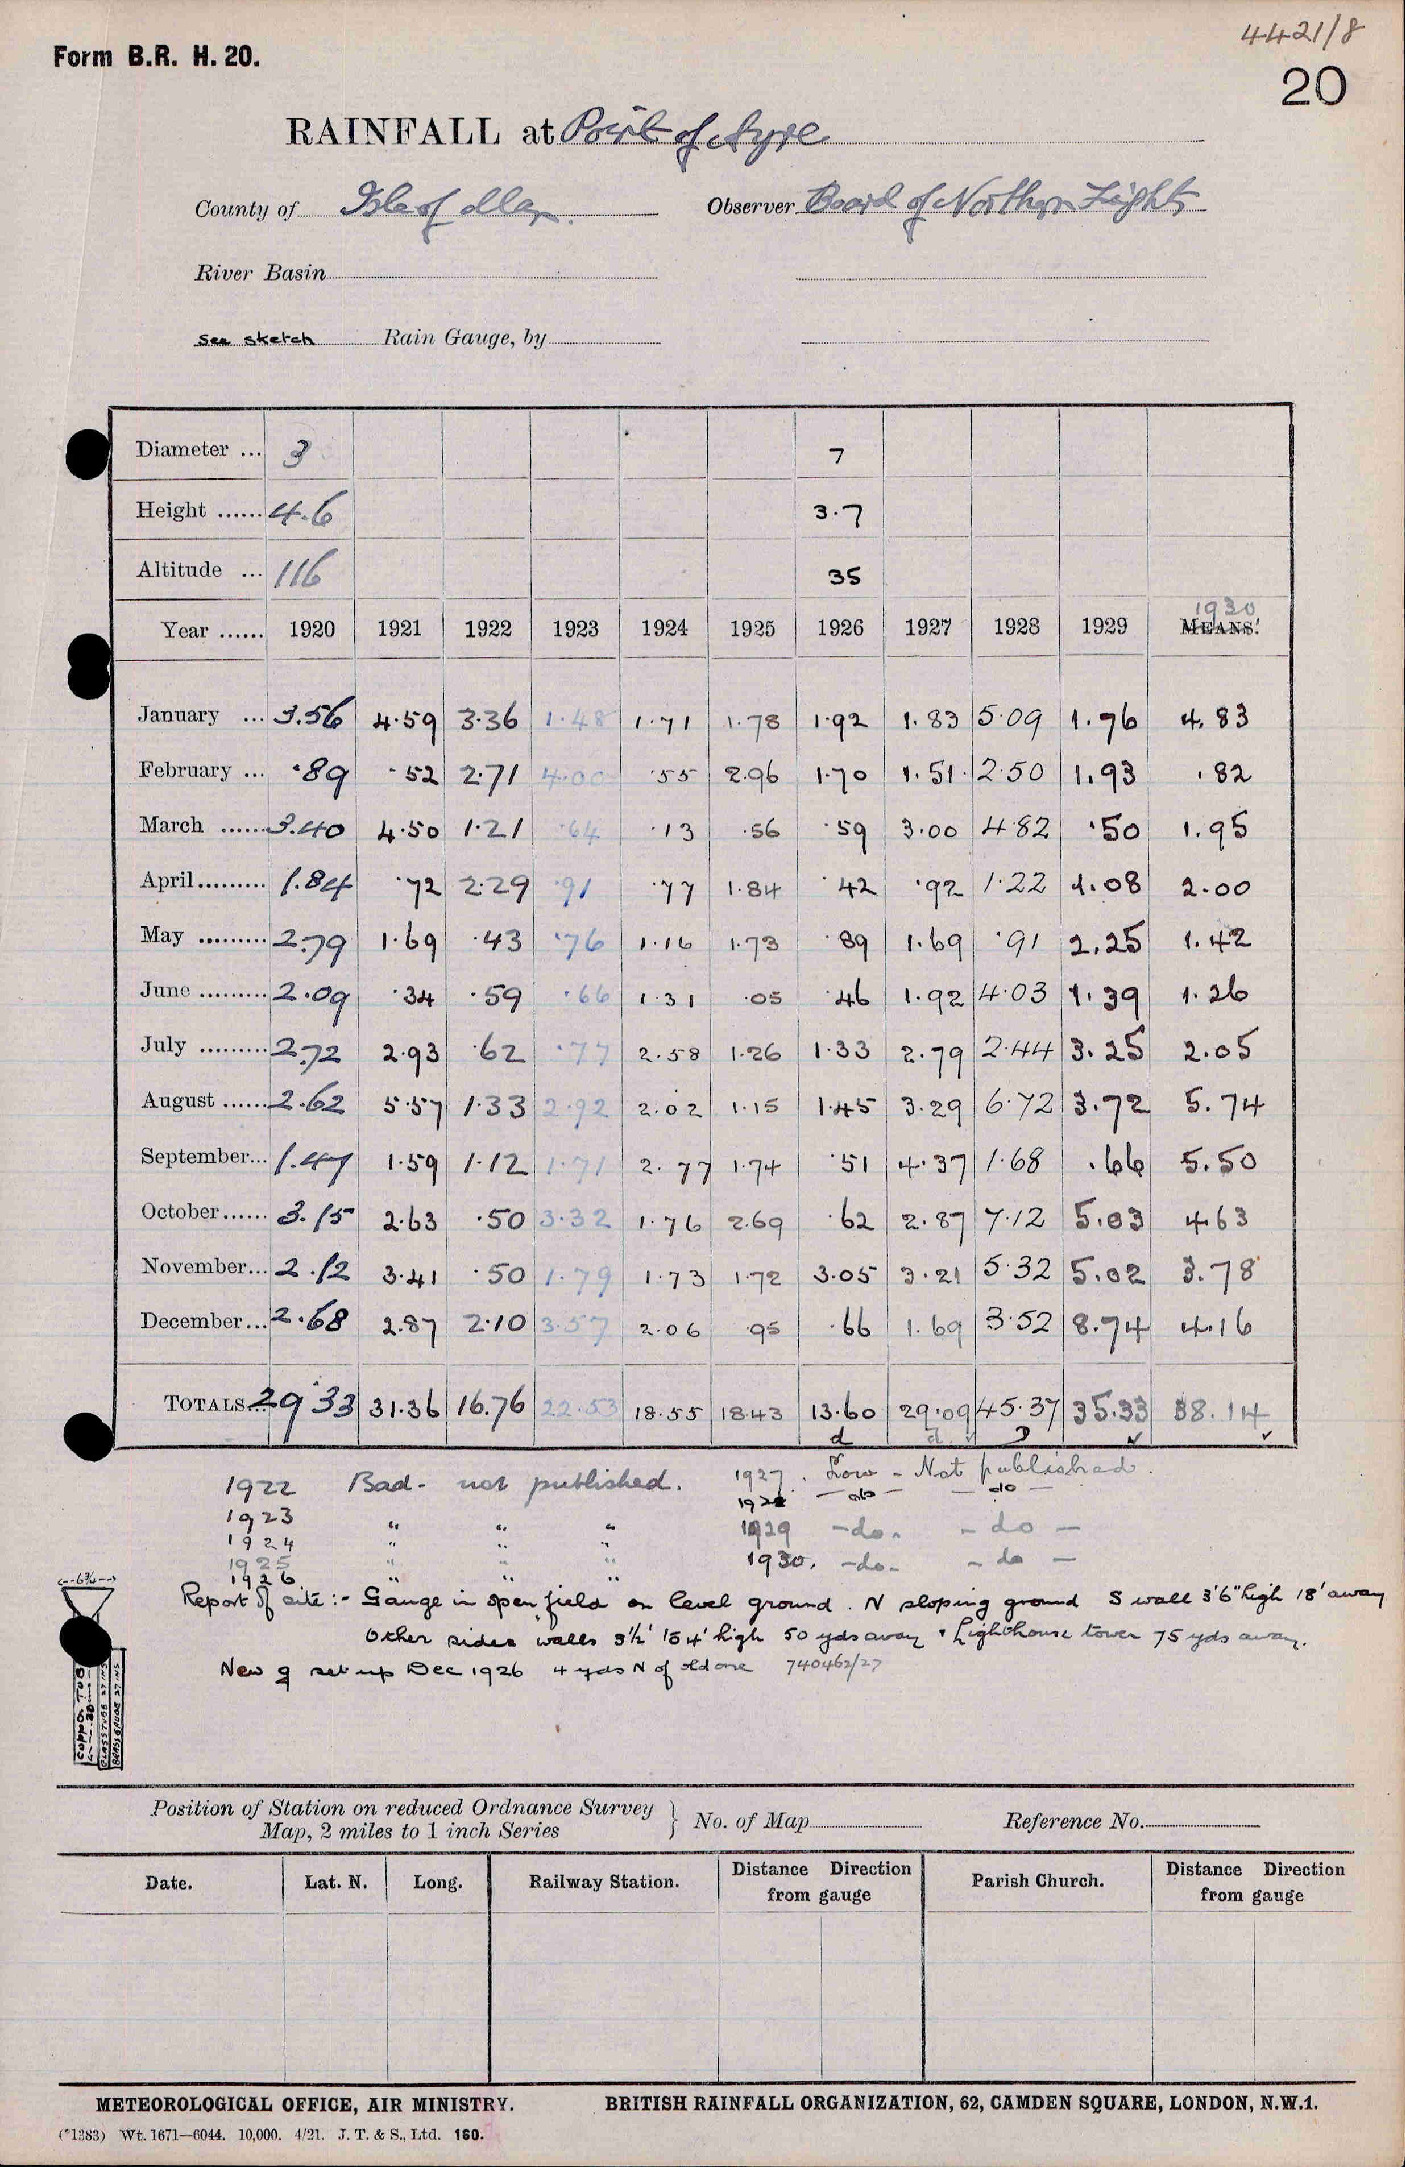 4421/8
Form B.R. H. 20.
20
RAINFALL at Point of Ayre
County of Isle of Man. Observer Board of Northern Lights
River Basin
See sketch Rain Gauge, by
Diameter ... 3 7
Height ...... 4.6 3.7
Altitude ... 116 35
Year ...... 1920 1921 1922 1923 1924 1925 1926 1927 1928 1929 MEANS. 1930
January ... 3.56 4.59 3.36 1.48 1.71 1.78 1.92 1.83 5.09 1.76 4.83
February ... .89 .52 2.71 4.00 .55 2.96 1.70 1.51 2.50 1.93 .82
March ...... 3.40 4.50 1.21 .64 .13 .56 .59 3.00 4.82 .50 1.95
April......... 1.84 .72 2.29 .91 .77 1.84 .42 .92 1.22 1.08 2.00
May ......... 2.79 1.69 .43 .76 1.16 1.73 .89 1.69 .91 2.25 1.42
June ......... 2.09 .34 .59 .66 1.31 .05 .46 1.92 4.03 1.39 1.26
July ......... 2.72 2.93 .62 .77 2.58 1.26 1.33 2.79 2.44 3.25 2.05
August ...... 2.62 5.57 1.33 2.92 2.02 1.15 1.45 3.29 6.72 3.72 5.74
September... 1.47 1.59 1.12 1.71 2.77 1.74 .51 4.37 1.68 .66 5.50
October...... 3.15 2.63 .50 3.32 1.76 2.69 .62 2.87 7.12 5.03 4.63
November... 2.12 3.41 .50 1.79 1.73 1.72 3.05 3.21 5.32 5.02 3.78
December... 2.68 2.87 2.10 3.57 2.06 .95 .66 1.69 3.52 8.74 4.16
TOTALS... 29.33 31.36 16.76 22.53 18.55 18.43 13.60 29.09 45.37 35.33 38.14
d d ✓ D ✓ ✓
1922 Bad - not published. 1927. Low - Not published.
1928 -do- -do-
1923 " " "
1929 -do- -do-
1924 " " "
1925 " " " 1930. -do- -do-
1926 " " "
6¾
Report of site :- Gauge in open field on level ground. N sloping ground S wall 3'6" high 18' away
Other sides walls 3½' to 4' high 50 yds away & Lighthouse tower 75 yds away.
New g set up Dec 1926 4 yds N of old one 740462/27
COPPER TUB
GLASS TUBE 27 INS
BRASS GAUGE 27 INS
Position of Station on reduced Ordnance Survey
Map, 2 miles to 1 inch Series } No. of Map Reference No.
Date. Lat. N. Long. Railway Station. Distance Direction from gauge Parish Church. Distance Direction from gauge
METEOROLOGICAL OFFICE, AIR MINISTRY. BRITISH RAINFALL ORGANIZATION, 62, CAMDEN SQUARE, LONDON, N.W.1.
(*1383) Wt. 1671—6044. 10,000. 4/21. J. T. & S., Ltd. 160.